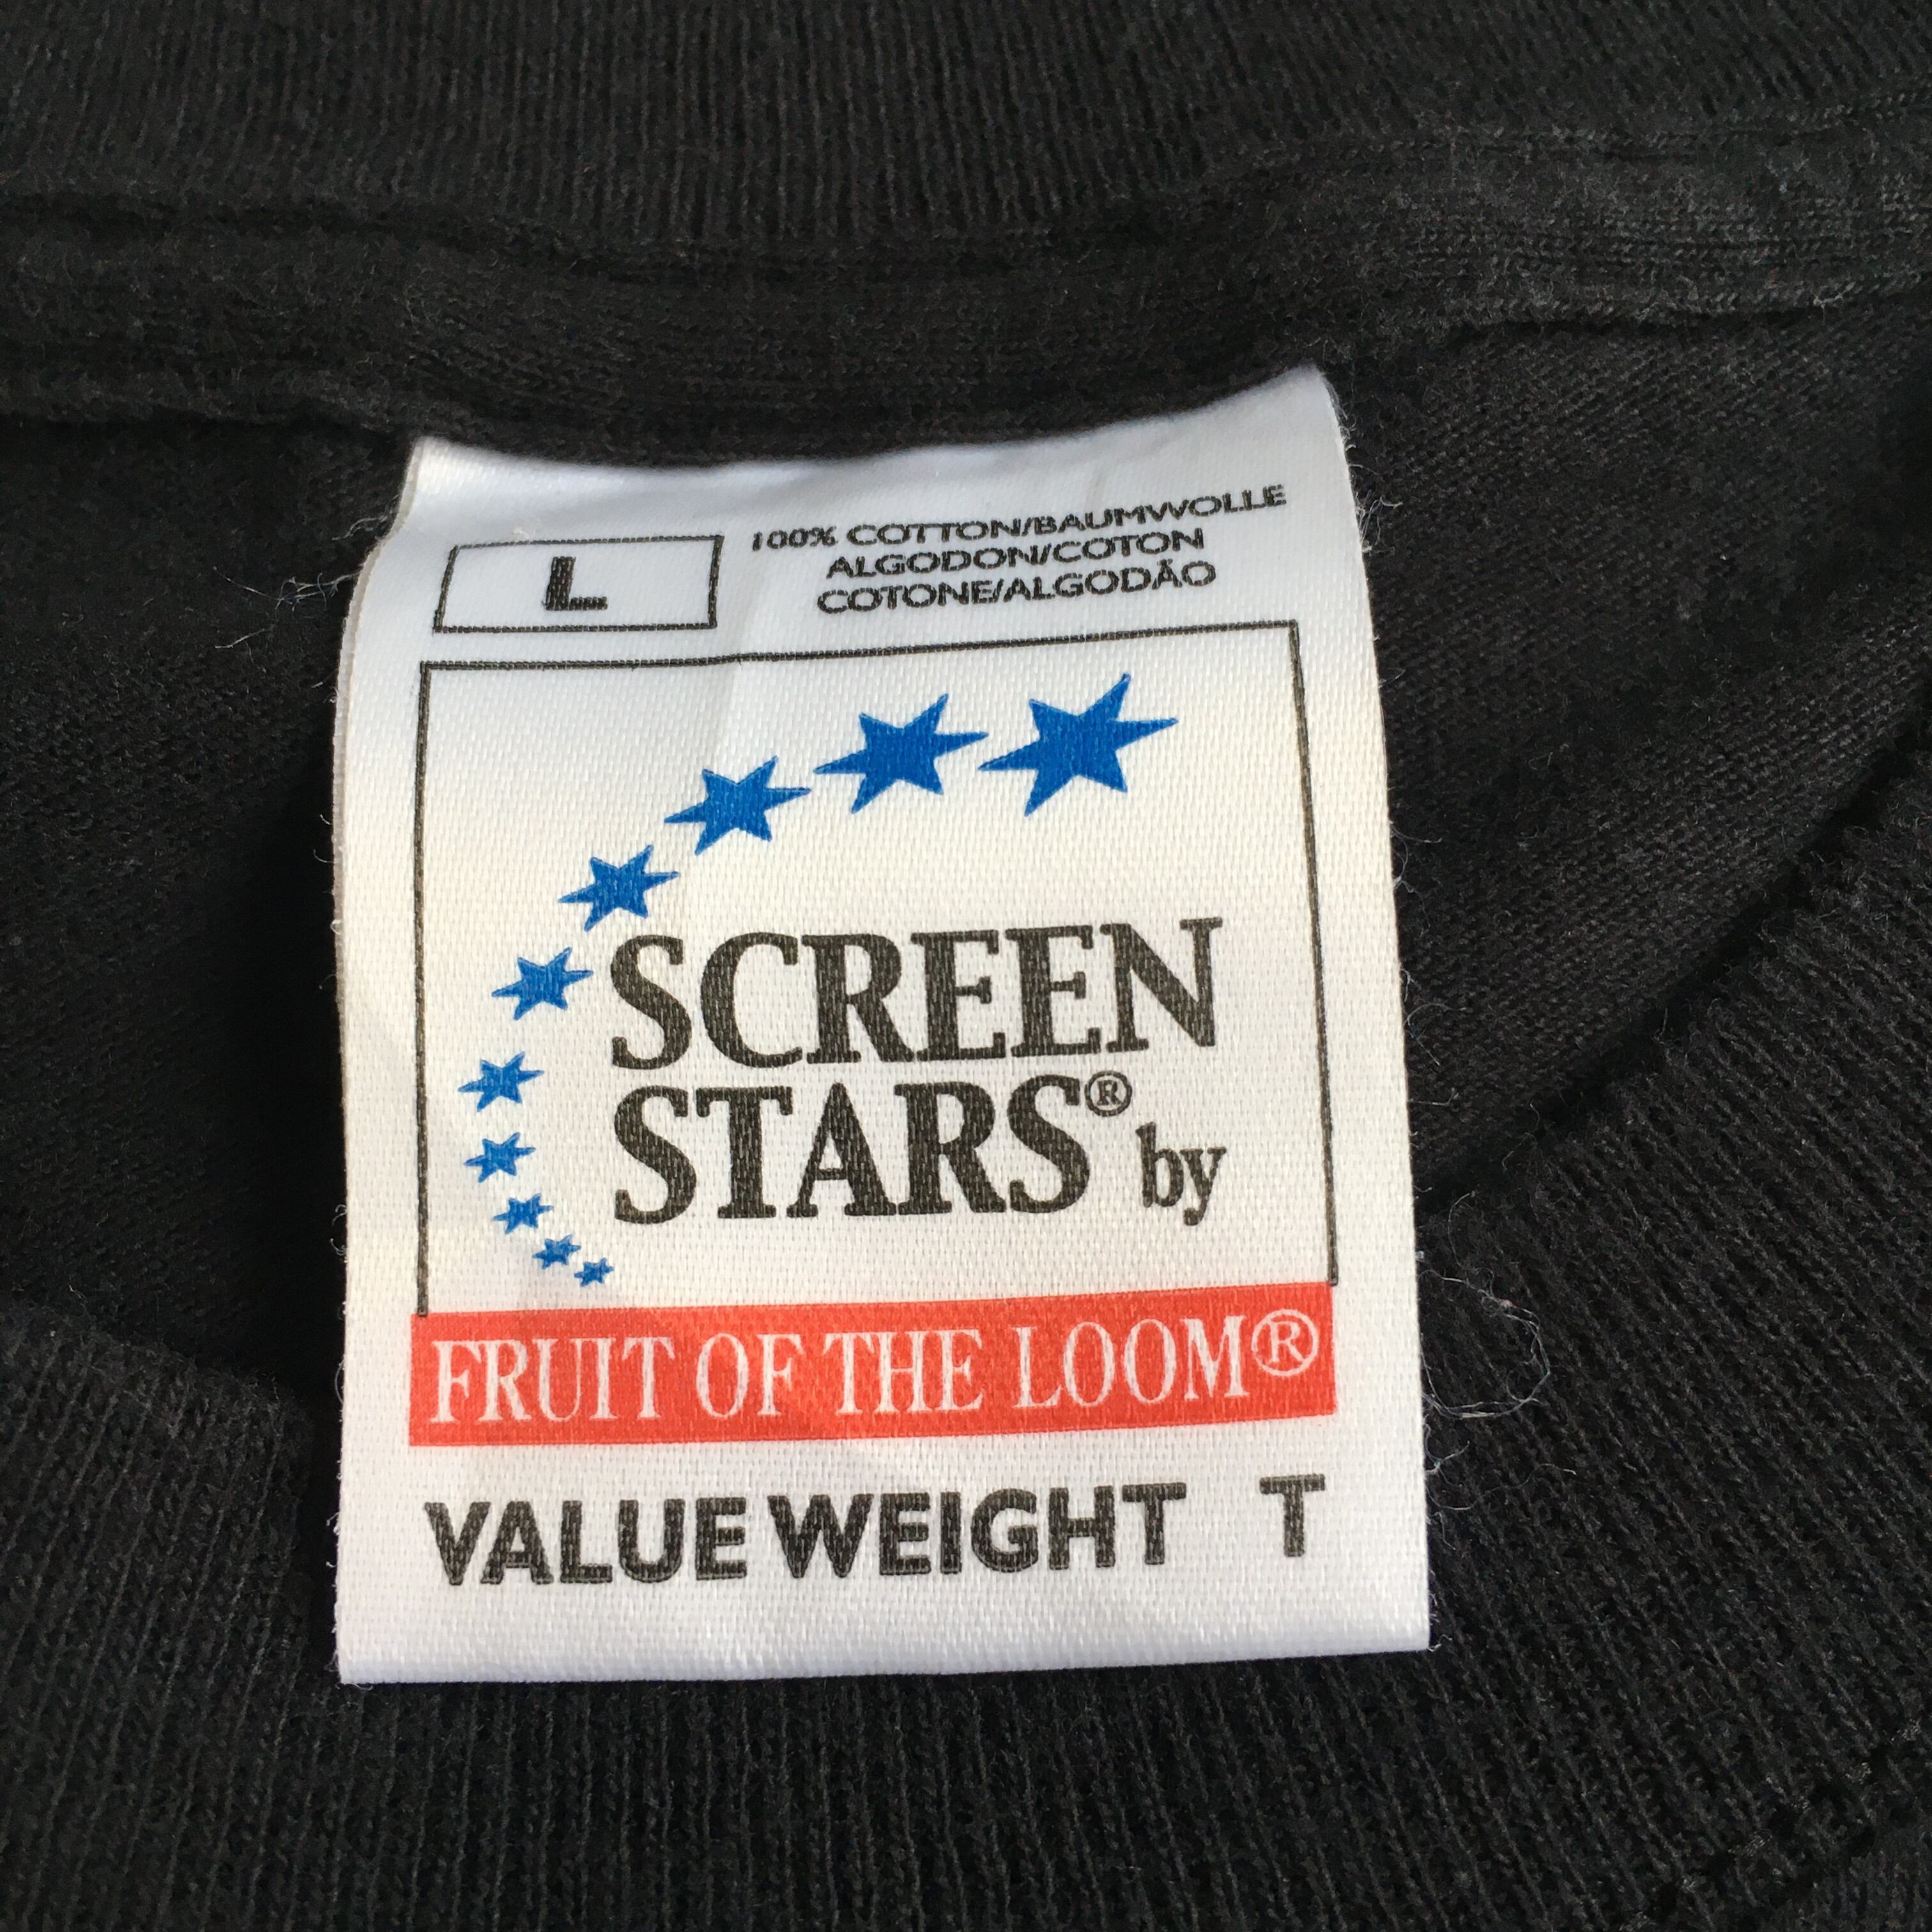 L
100% COTTON/BAUMWOLLE
ALGODON/COTON
COTONE/ALGODÃO
SCREEN
STARS® by
FRUIT OF THE LOOM®
VALUE WEIGHT T